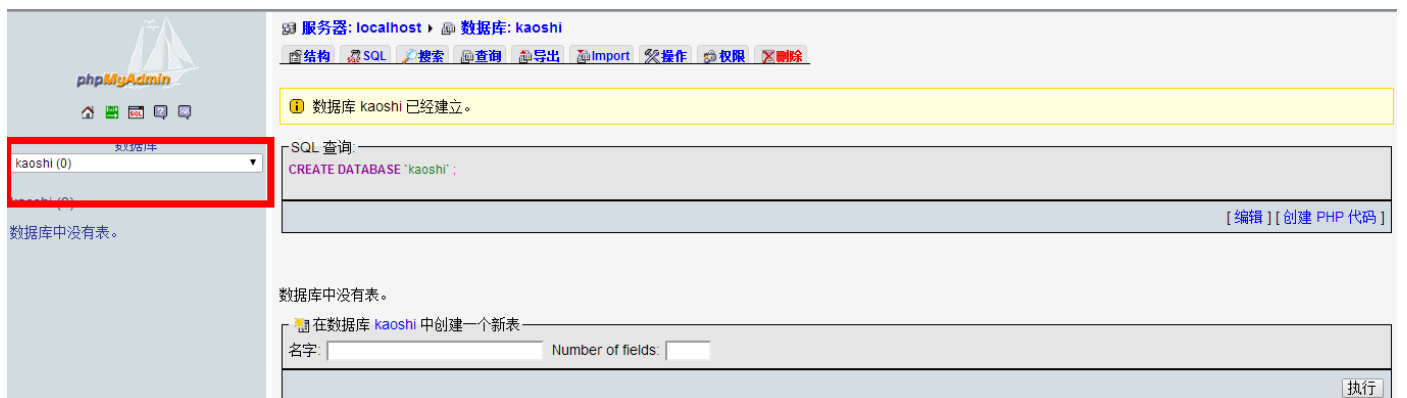 phpMyAdmin
数据库
kaoshi (0)
kaoshi (0)
数据库中没有表。
服务器: localhost 数据库: kaoshi
结构 SQL 搜索 查询 导出 Import 操作 权限 删除
数据库 kaoshi 已经建立。
SQL 查询:
CREATE DATABASE `kaoshi` ;
[ 编辑 ] [ 创建 PHP 代码 ]
数据库中没有表。
在数据库 kaoshi 中创建一个新表
名字: Number of fields:
执行